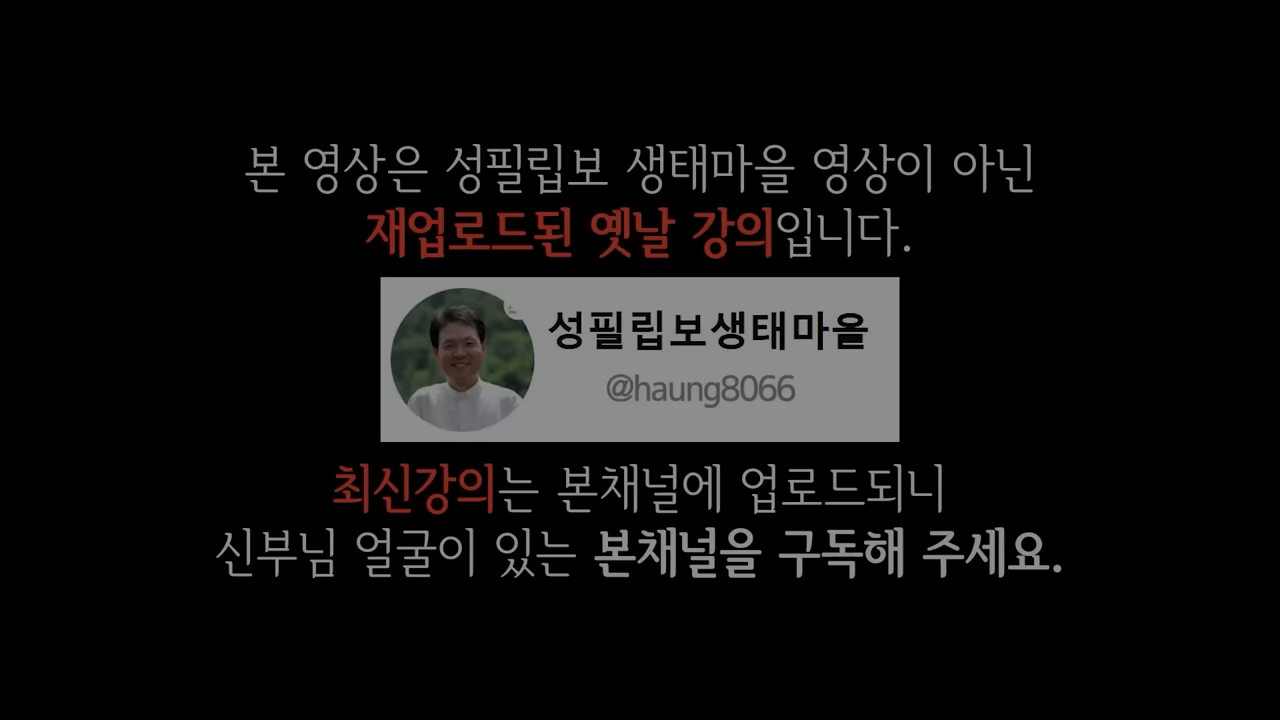 본 영상은 성필립보 생태마을 영상이 아닌
재업로드된 옛날 강의입니다.
성필립보생태마을
@haung8066
최신강의는 본채널에 업로드되니
신부님 얼굴이 있는 본채널을 구독해 주세요.